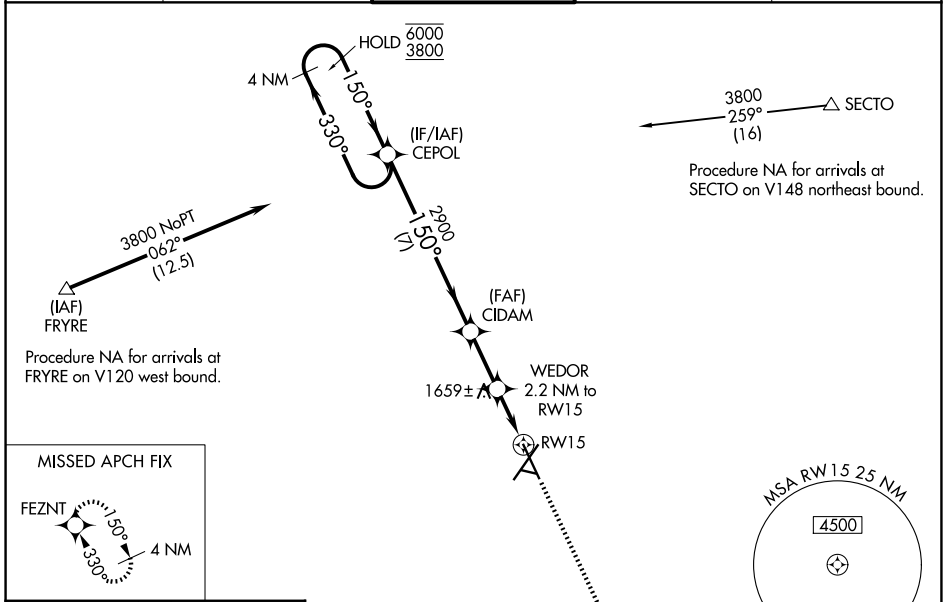 HOLD 6000
3800
4 NM
150°
330°
(IF/IAF)
CEPOL
3800
259°
(16)
SECTO
Procedure NA for arrivals at
SECTO on V148 northeast bound.
3800 NoPT
062°
(12.5)
(IAF)
FRYRE
Procedure NA for arrivals at
FRYRE on V120 west bound.
2900
150°
(7)
(FAF)
CIDAM
WEDOR
2.2 NM to
RW15
1659±
RW15
MISSED APCH FIX
FEZNT
150°
330°
4 NM
MSA RW15 25 NM
4500